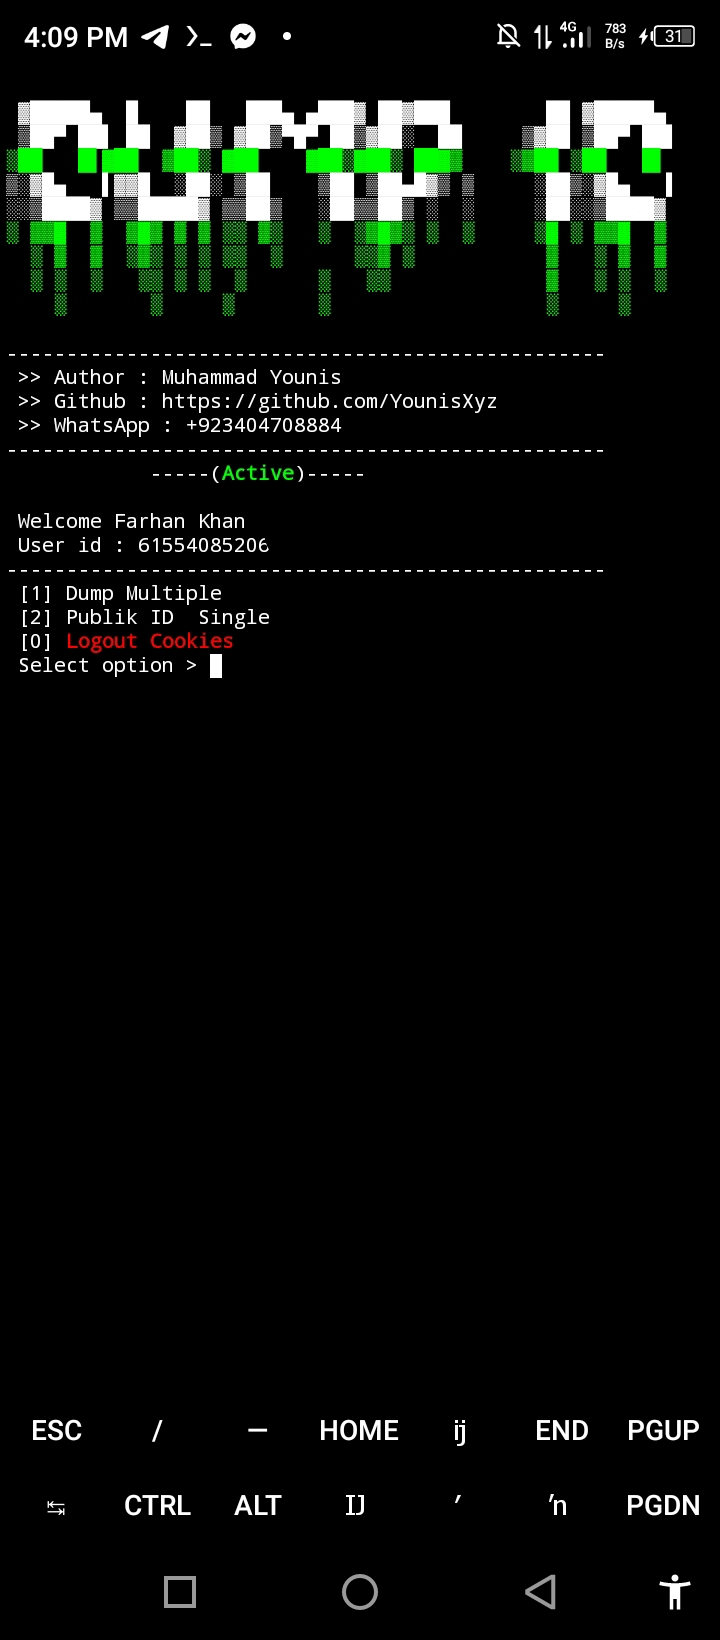 4:09 PM
4G
783
B/s
31
DUMP ID
--------------------------------------------------
>> Author : Muhammad Younis
>> Github : https://github.com/YounisXyz
>> WhatsApp : +923404708884
--------------------------------------------------
-----(Active)-----
Welcome Farhan Khan
User id : 61554085206
--------------------------------------------------
[1] Dump Multiple
[2] Publik ID  Single
[0] Logout Cookies
Select option >
ESC / — HOME ĳ END PGUP
↹ CTRL ALT Ĳ ʼ ŉ PGDN